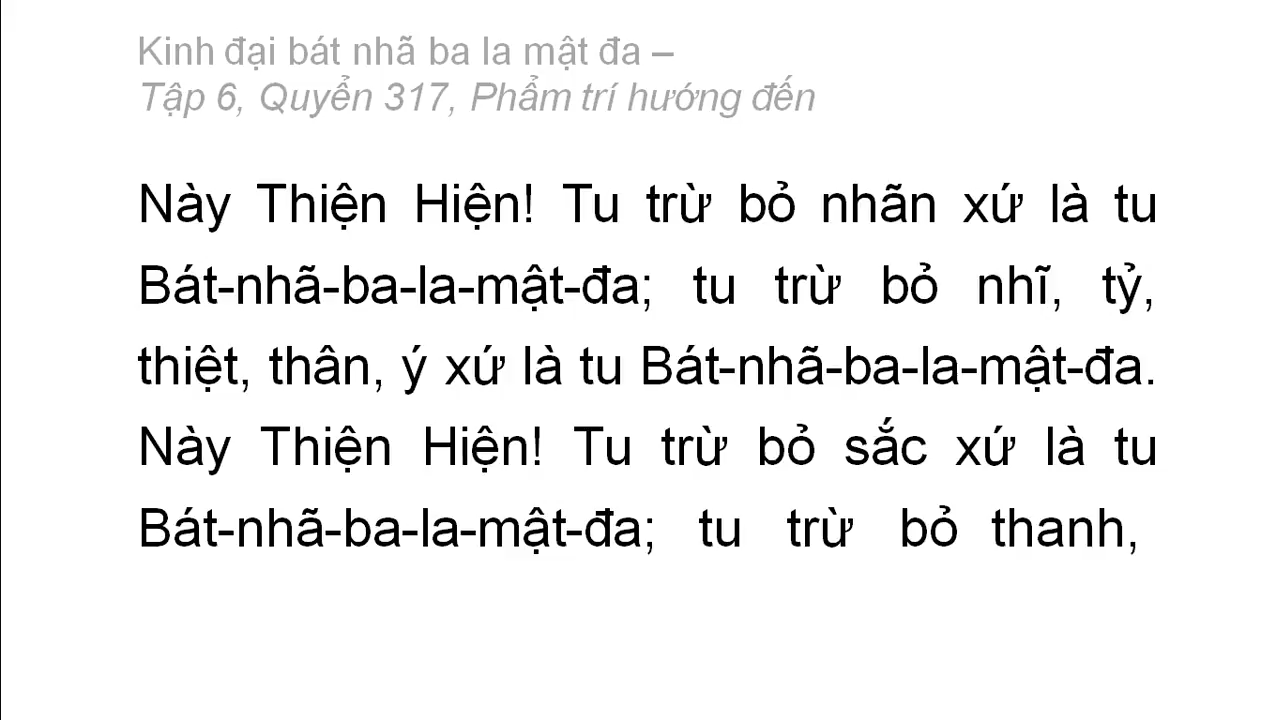 Kinh đại bát nhã ba la mật đa –
Tập 6, Quyển 317, Phẩm trí hướng đến
Này Thiện Hiện! Tu trừ bỏ nhãn xứ là tu
Bát-nhã-ba-la-mật-đa; tu trừ bỏ nhĩ, tỷ,
thiệt, thân, ý xứ là tu Bát-nhã-ba-la-mật-đa.
Này Thiện Hiện! Tu trừ bỏ sắc xứ là tu
Bát-nhã-ba-la-mật-đa; tu trừ bỏ thanh,